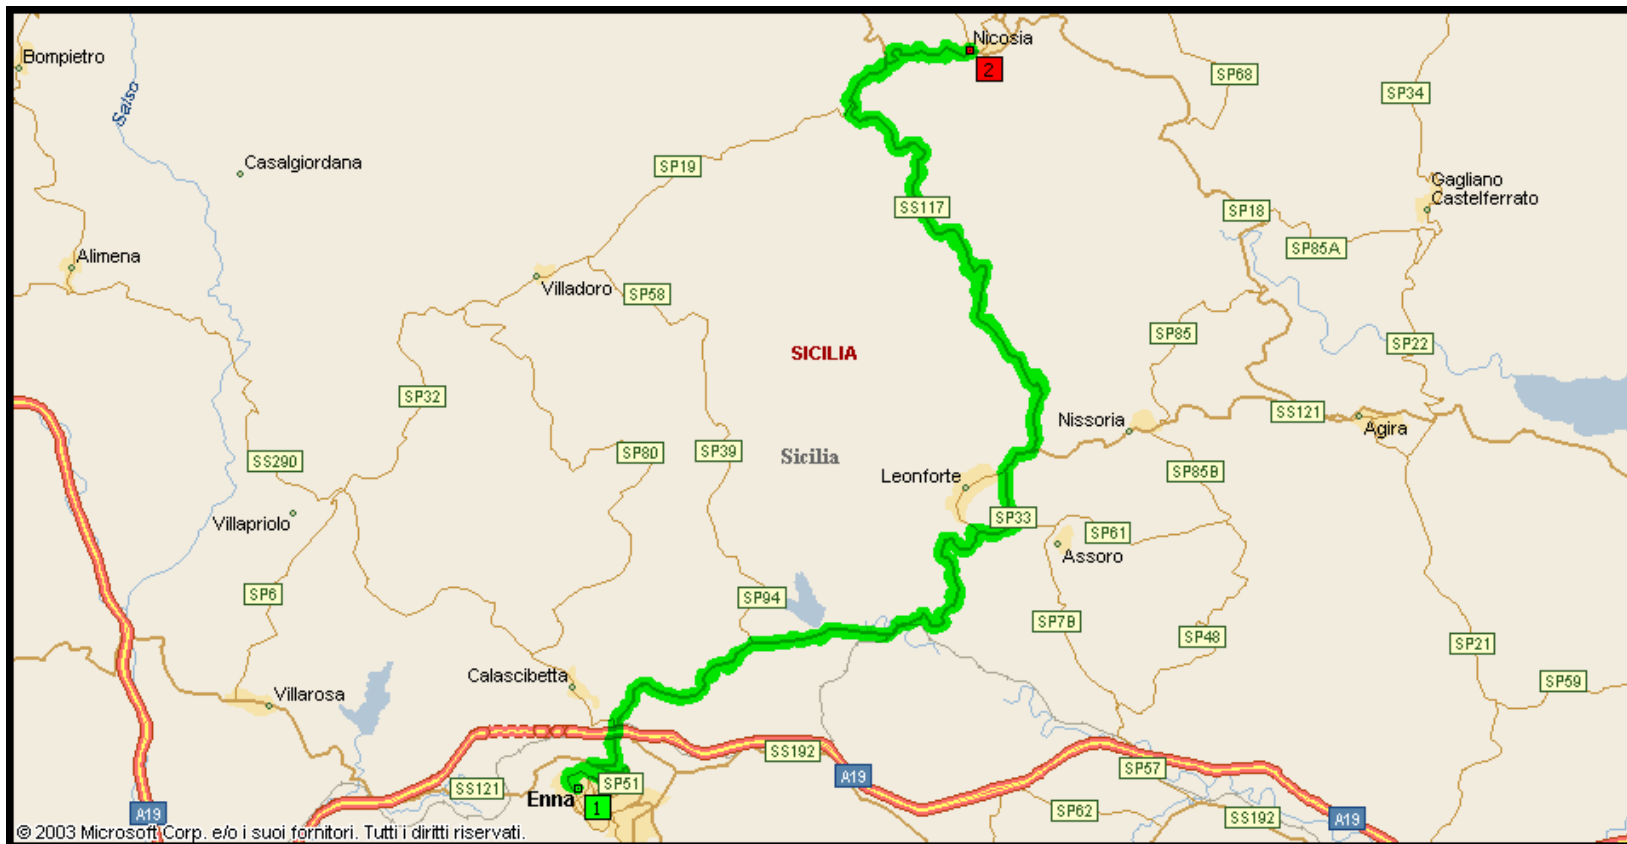 Nicosia
2
Bompietro
SP68
SP34
Salso
Casalgiordana
SP19
Gagliano
Castelferrato
SS117
SP18
SP85A
Alimena
Villadoro
SP58
SP85
SP22
SICILIA
SP32
SS121
Nissoria
Agira
SP80
SP39
Sicilia
SS290
SP85B
Leonforte
Villapriolo
SP33
SP61
Assoro
SP6
SP94
SP7B
SP48
SP21
Calascibetta
SP59
Villarosa
SS192
SP57
A19
SP51
SS121
Enna
1
A19
SP62
SS192
A19
© 2003 Microsoft Corp. e/o i suoi fornitori. Tutti i diritti riservati.